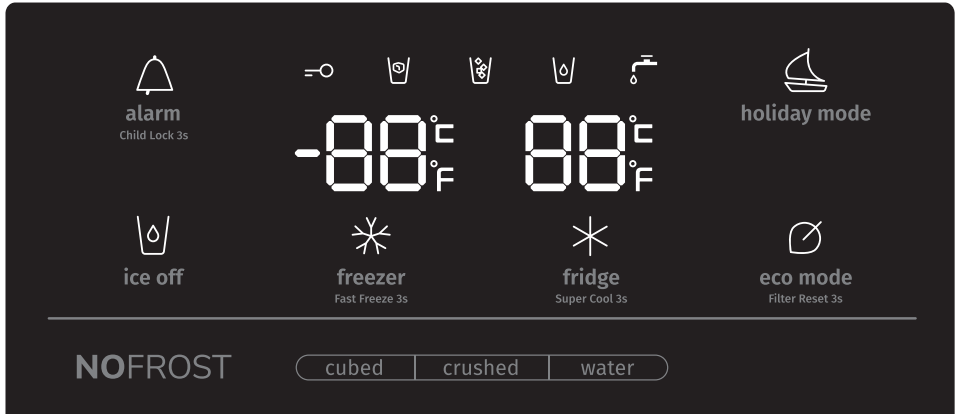 alarm
Child Lock 3s
-88°C °F
88°C °F
holiday mode
ice off
freezer
Fast Freeze 3s
fridge
Super Cool 3s
eco mode
Filter Reset 3s
NOFROST
cubed
crushed
water